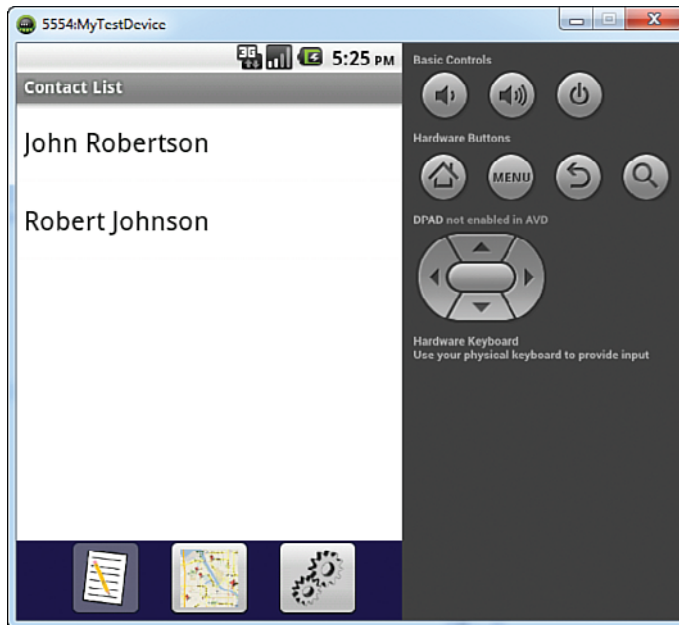 5554:MyTestDevice
3G 5:25 PM
Contact List
John Robertson
Robert Johnson
Basic Controls
Hardware Buttons
MENU
DPAD not enabled in AVD
Hardware Keyboard
Use your physical keyboard to provide input